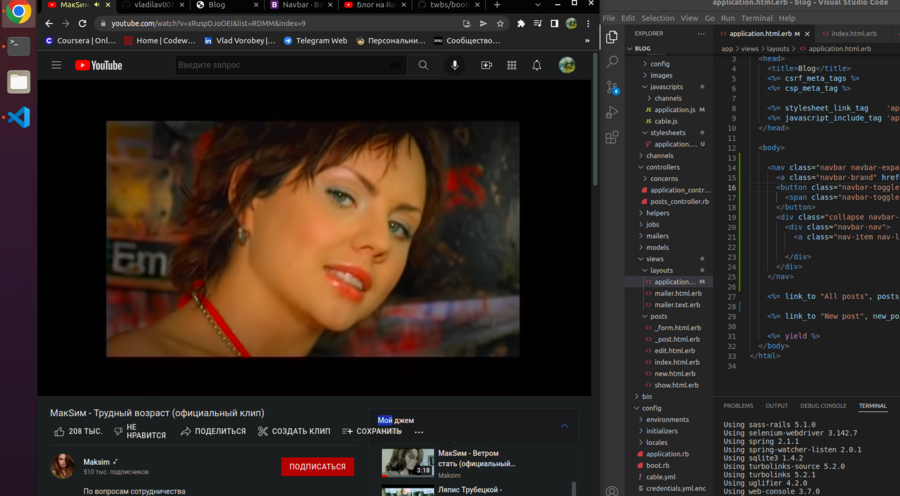 МакSим
vladilav00
Blog
Navbar · B
Блог на Ra
twbs/boot
youtube.com/watch?v=xRuspDJoOEI&list=RDMM&index=9
Coursera | Onl...
Home | Codew...
Vlad Vorobey |...
Telegram Web
Персональни...
Сообщество...
YouTube
Введите запрос
Em
МакSим - Трудный возраст (официальный клип)
208 ТЫС.
НЕ НРАВИТСЯ
ПОДЕЛИТЬСЯ
СОЗДАТЬ КЛИП
СОХРАНИТЬ
Maksim
510 тыс. подписчиков
ПОДПИСАТЬСЯ
По вопросам сотрудничества
Мой джем
3:18
МакSим - Ветром
стать (официальный...
Maksim
Ляпис Трубецкой -
application.html.erb - Blog - Visual Studio Code
File Edit Selection View Go Run Terminal Help
EXPLORER
BLOG
config
images
javascripts
channels
application.js M
cable.js
stylesheets
application.... U
channels
controllers
concerns
application_contr...
posts_controller.rb
helpers
jobs
mailers
models
views
layouts
application... M
mailer.html.erb
mailer.text.erb
posts
_form.html.erb
_post.html.erb
edit.html.erb
index.html.erb
new.html.erb
show.html.erb
bin
config
environments
initializers
locales
application.rb
boot.rb
cable.yml
credentials.yml.enc
application.html.erb M
index.html.erb
app > views > layouts > application.html.erb
3 <head>
4 <title>Blog</title>
5 <%= csrf_meta_tags %>
6 <%= csp_meta_tag %>
7
8 <%= stylesheet_link_tag 'ap
9 <%= javascript_include_tag 'ap
10 </head>
11
12 <body>
13
14 <nav class="navbar navbar-expa
15 <a class="navbar-brand" href
16 <button class="navbar-toggle
17 <span class="navbar-toggle
18 </button>
19 <div class="collapse navbar-
20 <div class="navbar-nav">
21 <a class="nav-item nav-l
22
23 </div>
24 </div>
25 </nav>
26
27 <%= link_to "All posts", posts
28
29 <%= link_to "New post", new_po
30
31 <%= yield %>
32 </body>
33 </html>
34
PROBLEMS OUTPUT DEBUG CONSOLE TERMINAL
Using sass-rails 5.1.0
Using selenium-webdriver 3.142.7
Using spring 2.1.1
Using spring-watcher-listen 2.0.1
Using sqlite3 1.4.2
Using turbolinks-source 5.2.0
Using turbolinks 5.2.1
Using uglifier 4.2.0
Using web-console 3.7.0